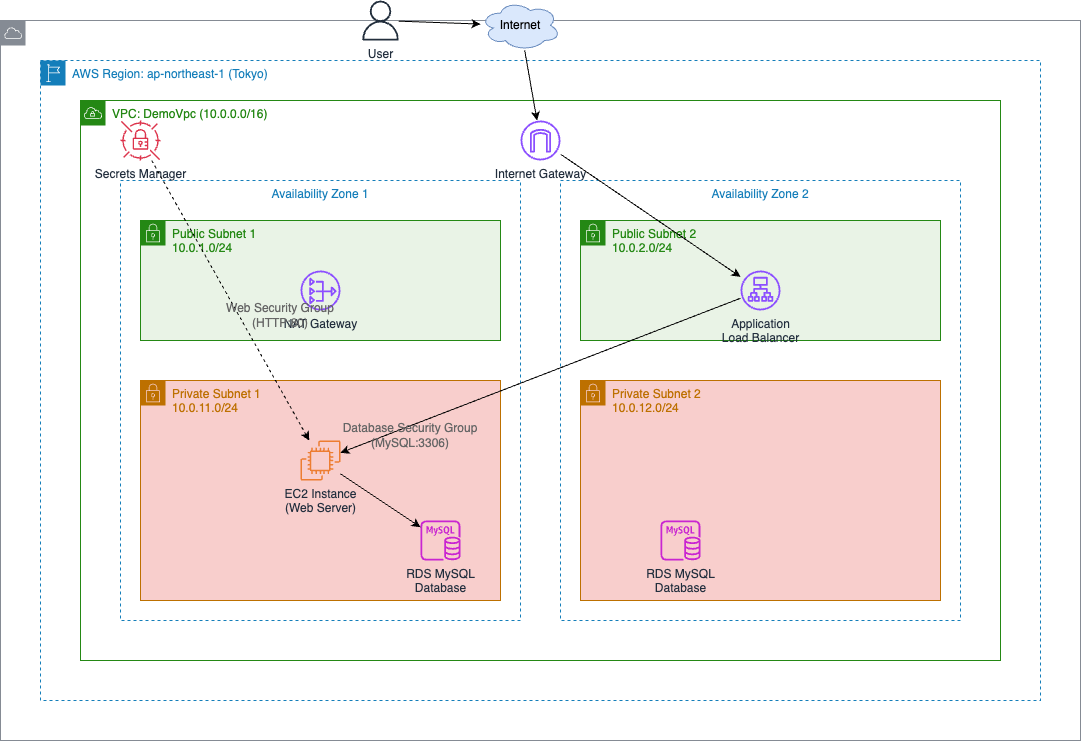 Internet
User
AWS Region: ap-northeast-1 (Tokyo)
VPC: DemoVpc (10.0.0.0/16)
Secrets Manager
Internet Gateway
Availability Zone 1
Availability Zone 2
Public Subnet 1
10.0.1.0/24
Public Subnet 2
10.0.2.0/24
Web Security Group
(HTTP:80)
NAT Gateway
Application
Load Balancer
Private Subnet 1
10.0.11.0/24
Private Subnet 2
10.0.12.0/24
Database Security Group
(MySQL:3306)
EC2 Instance
(Web Server)
MySQL
RDS MySQL
Database
MySQL
RDS MySQL
Database